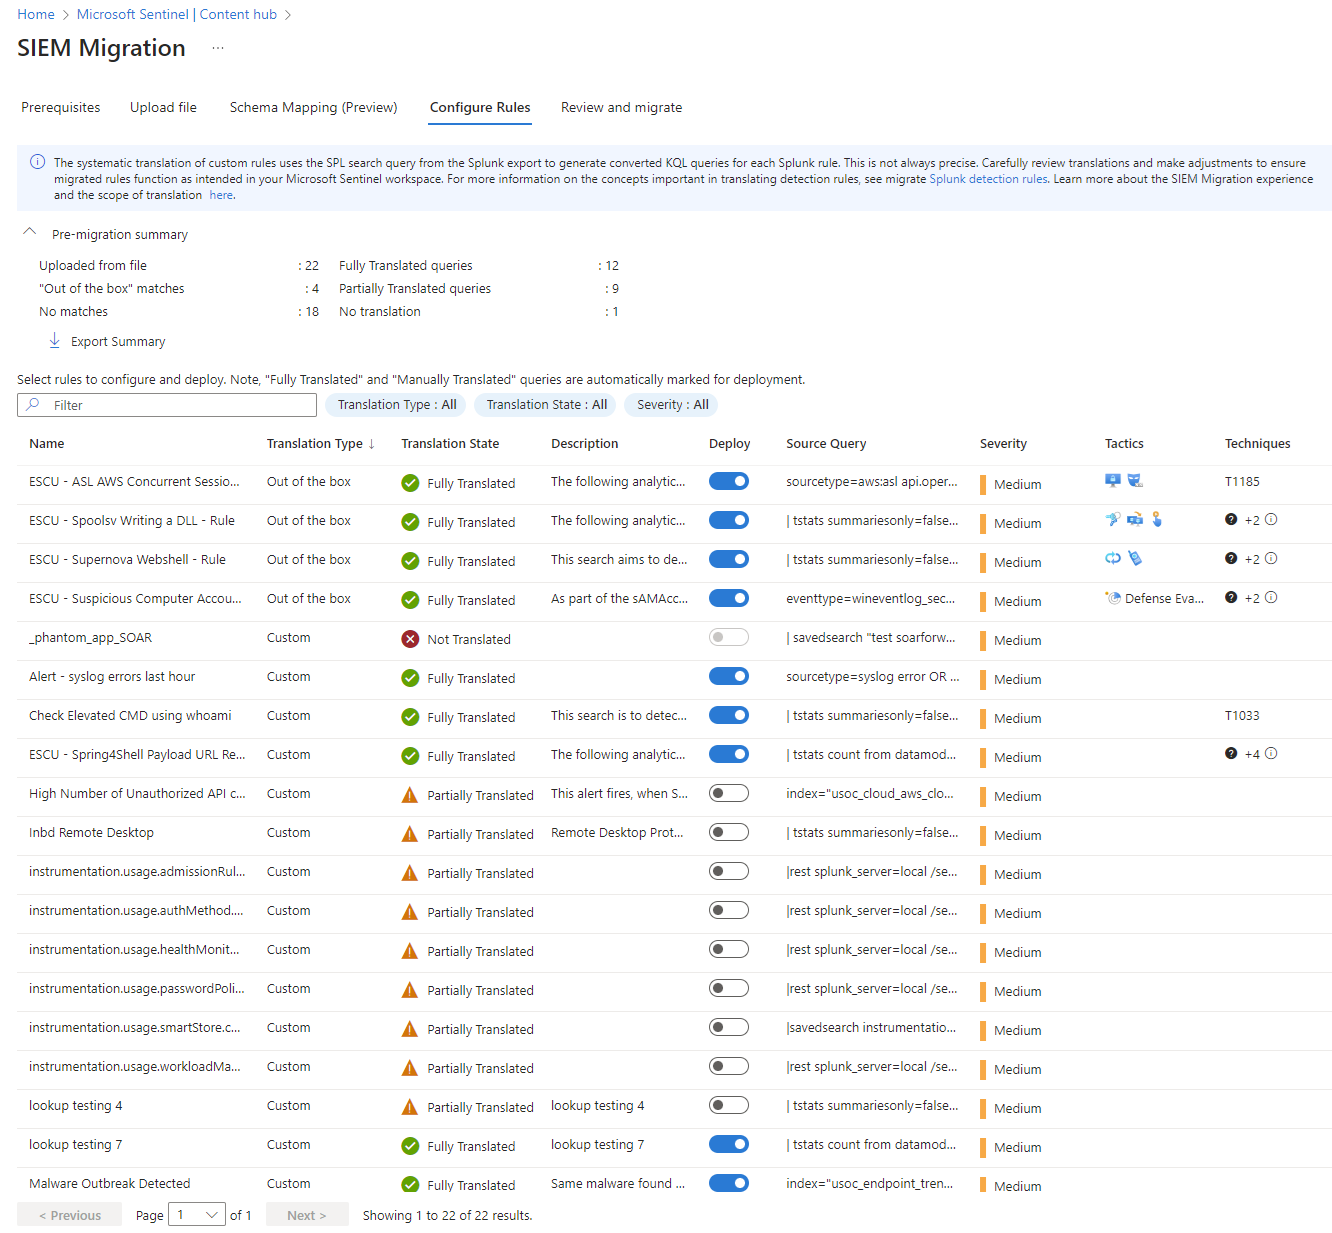 Home > Microsoft Sentinel | Content hub >
SIEM Migration ...
Prerequisites Upload file Schema Mapping (Preview) Configure Rules Review and migrate
The systematic translation of custom rules uses the SPL search query from the Splunk export to generate converted KQL queries for each Splunk rule. This is not always precise. Carefully review translations and make adjustments to ensure
migrated rules function as intended in your Microsoft Sentinel workspace. For more information on the concepts important in translating detection rules, see migrate Splunk detection rules. Learn more about the SIEM Migration experience
and the scope of translation here.
Pre-migration summary
Uploaded from file : 22 Fully Translated queries : 12
"Out of the box" matches : 4 Partially Translated queries : 9
No matches : 18 No translation : 1
Export Summary
Select rules to configure and deploy. Note, "Fully Translated" and "Manually Translated" queries are automatically marked for deployment.
Filter Translation Type : All Translation State : All Severity : All
Name Translation Type ↓ Translation State Description Deploy Source Query Severity Tactics Techniques
ESCU - ASL AWS Concurrent Sessio... Out of the box Fully Translated The following analytic... sourcetype=aws:asl api.oper... Medium T1185
ESCU - Spoolsv Writing a DLL - Rule Out of the box Fully Translated The following analytic... | tstats summariesonly=false... Medium +2
ESCU - Supernova Webshell - Rule Out of the box Fully Translated This search aims to de... | tstats summariesonly=false... Medium +2
ESCU - Suspicious Computer Accou... Out of the box Fully Translated As part of the sAMAcc... eventtype=wineventlog_sec... Medium Defense Eva... +2
_phantom_app_SOAR Custom Not Translated | savedsearch "test soarforw... Medium
Alert - syslog errors last hour Custom Fully Translated sourcetype=syslog error OR ... Medium
Check Elevated CMD using whoami Custom Fully Translated This search is to detec... | tstats summariesonly=false... Medium T1033
ESCU - Spring4Shell Payload URL Re... Custom Fully Translated The following analytic... | tstats count from datamod... Medium +4
High Number of Unauthorized API c... Custom Partially Translated This alert fires, when S... index="usoc_cloud_aws_clo... Medium
Inbd Remote Desktop Custom Partially Translated Remote Desktop Prot... | tstats summariesonly=false... Medium
instrumentation.usage.admissionRul... Custom Partially Translated |rest splunk_server=local /se... Medium
instrumentation.usage.authMethod.... Custom Partially Translated |rest splunk_server=local /se... Medium
instrumentation.usage.healthMonit... Custom Partially Translated |rest splunk_server=local /se... Medium
instrumentation.usage.passwordPoli... Custom Partially Translated |rest splunk_server=local /se... Medium
instrumentation.usage.smartStore.c... Custom Partially Translated |savedsearch instrumentatio... Medium
instrumentation.usage.workloadMa... Custom Partially Translated |rest splunk_server=local /se... Medium
lookup testing 4 Custom Partially Translated lookup testing 4 | tstats summariesonly=false... Medium
lookup testing 7 Custom Fully Translated lookup testing 7 | tstats count from datamod... Medium
Malware Outbreak Detected Custom Fully Translated Same malware found ... index="usoc_endpoint_tren... Medium
< Previous Page 1 of 1 Next > Showing 1 to 22 of 22 results.